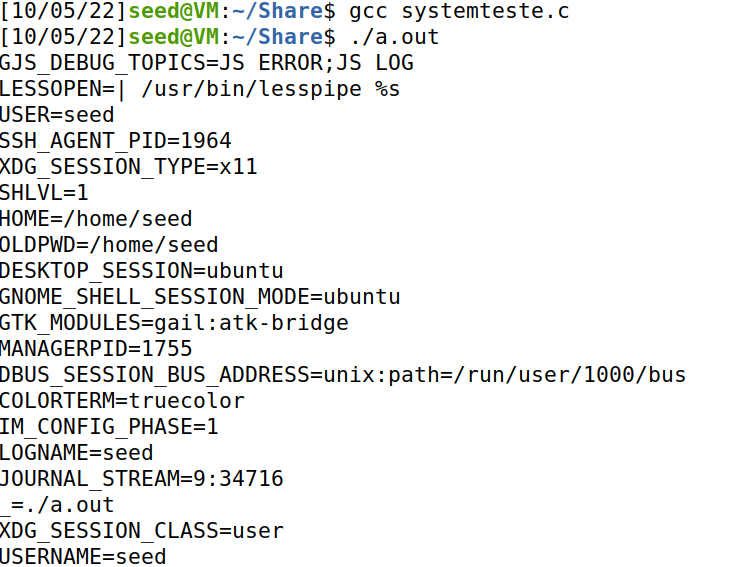 [10/05/22]seed@VM:~/Share$ gcc systemteste.c
[10/05/22]seed@VM:~/Share$ ./a.out
GJS_DEBUG_TOPICS=JS ERROR;JS LOG
LESSOPEN=| /usr/bin/lesspipe %s
USER=seed
SSH_AGENT_PID=1964
XDG_SESSION_TYPE=x11
SHLVL=1
HOME=/home/seed
OLDPWD=/home/seed
DESKTOP_SESSION=ubuntu
GNOME_SHELL_SESSION_MODE=ubuntu
GTK_MODULES=gail:atk-bridge
MANAGERPID=1755
DBUS_SESSION_BUS_ADDRESS=unix:path=/run/user/1000/bus
COLORTERM=truecolor
IM_CONFIG_PHASE=1
LOGNAME=seed
JOURNAL_STREAM=9:34716
_=./a.out
XDG_SESSION_CLASS=user
USERNAME=seed